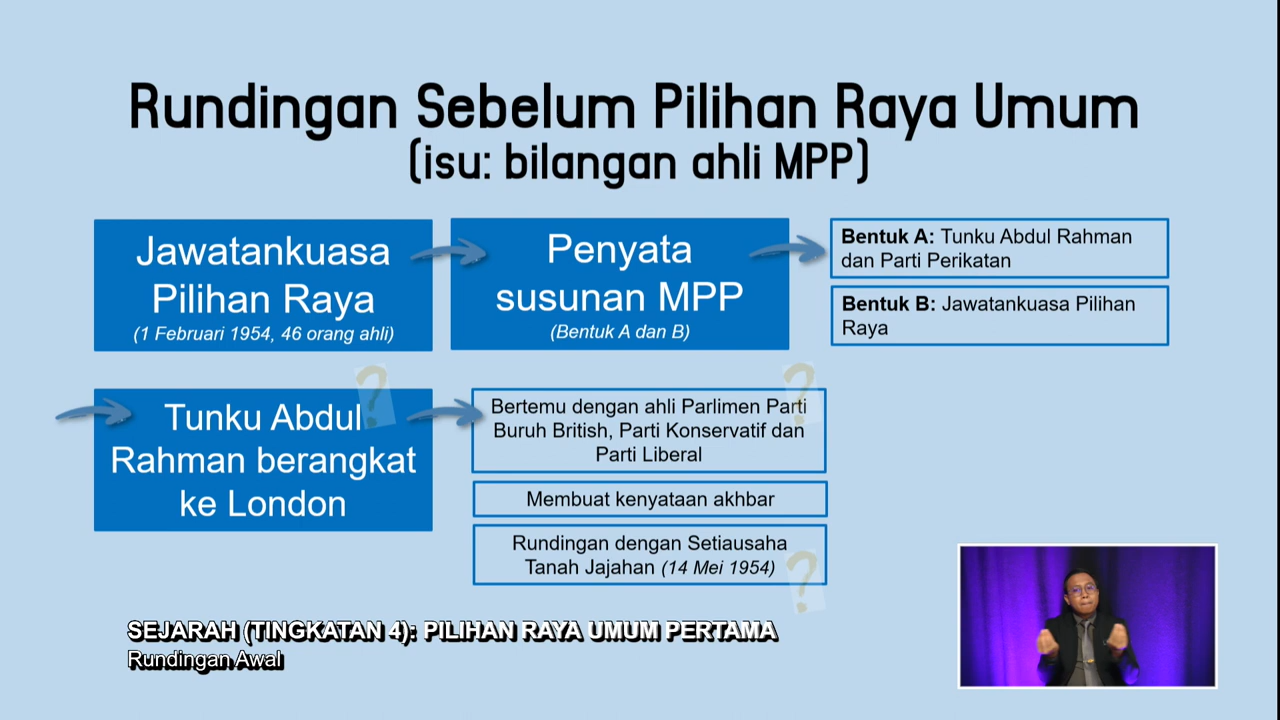 Rundingan Sebelum Pilihan Raya Umum
(isu: bilangan ahli MPP)
Jawatankuasa
Pilihan Raya
(1 Februari 1954, 46 orang ahli)
Penyata
susunan MPP
(Bentuk A dan B)
Bentuk A: Tunku Abdul Rahman
dan Parti Perikatan
Bentuk B: Jawatankuasa Pilihan
Raya
Tunku Abdul
Rahman berangkat
ke London
?
Bertemu dengan ahli Parlimen Parti
Buruh British, Parti Konservatif dan
Parti Liberal
?
Membuat kenyataan akhbar
Rundingan dengan Setiausaha
Tanah Jajahan (14 Mei 1954)
?
SEJARAH (TINGKATAN 4): PILIHAN RAYA UMUM PERTAMA
Rundingan Awal